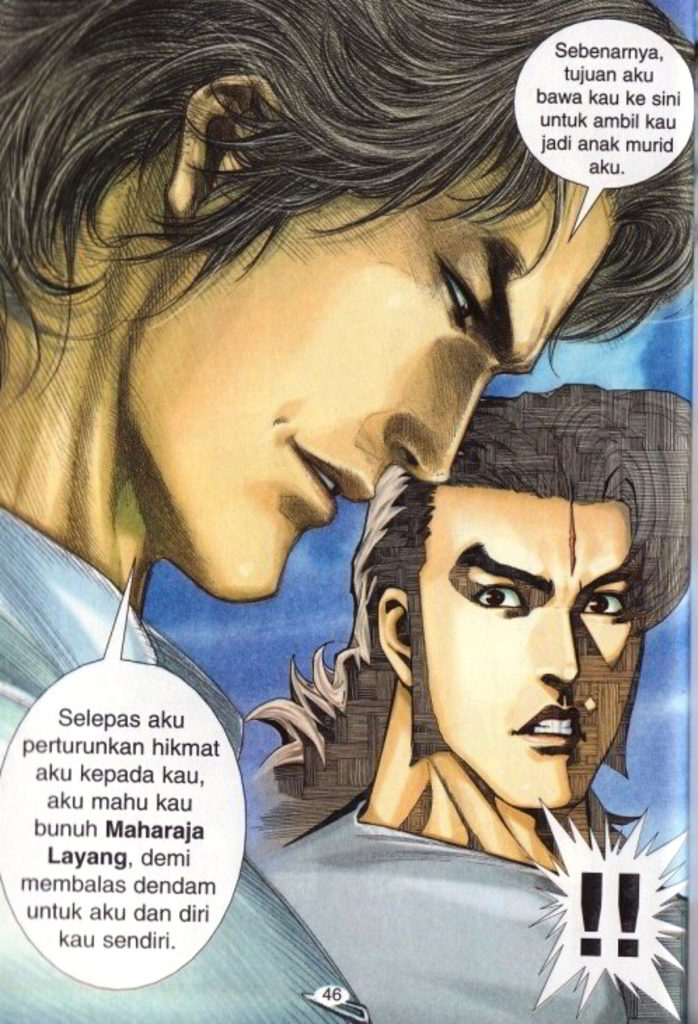 Sebenarnya,
tujuan aku
bawa kau ke sini
untuk ambil kau
jadi anak murid
aku.
Selepas aku
perturunkan hikmat
aku kepada kau,
aku mahu kau
bunuh Maharaja
Layang, demi
membalas dendam
untuk aku dan diri
kau sendiri.
!!
46